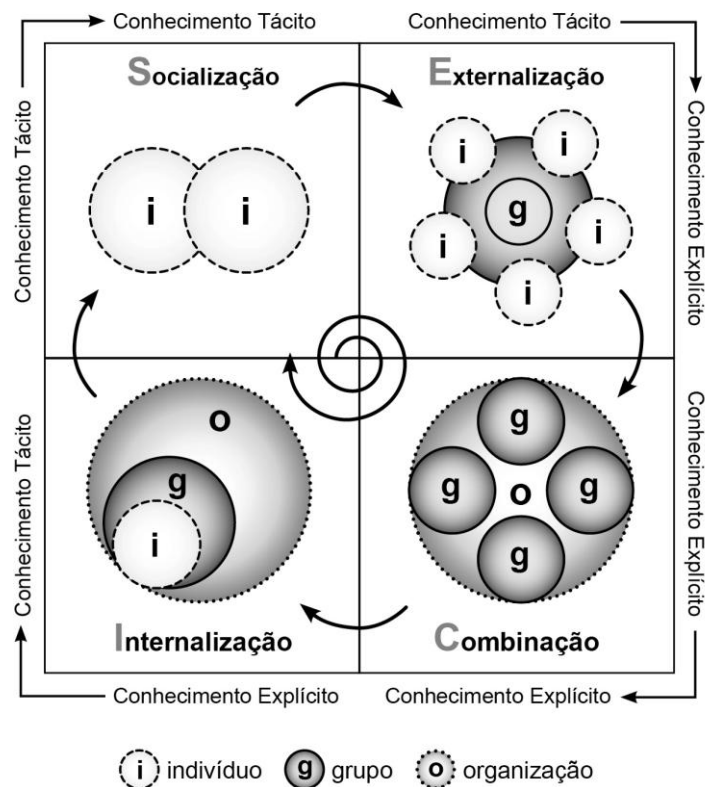 Conhecimento Tácito
Conhecimento Tácito
Conhecimento Tácito
Socialização
Externalização
Conhecimento Explícito
i
i
i
i
i
i
i
g
Conhecimento Tácito
Internalização
o
g
i
Combinação
g
g
o
g
g
Conhecimento Explícito
Conhecimento Explícito
Conhecimento Explícito
i indivíduo
g grupo
o organização